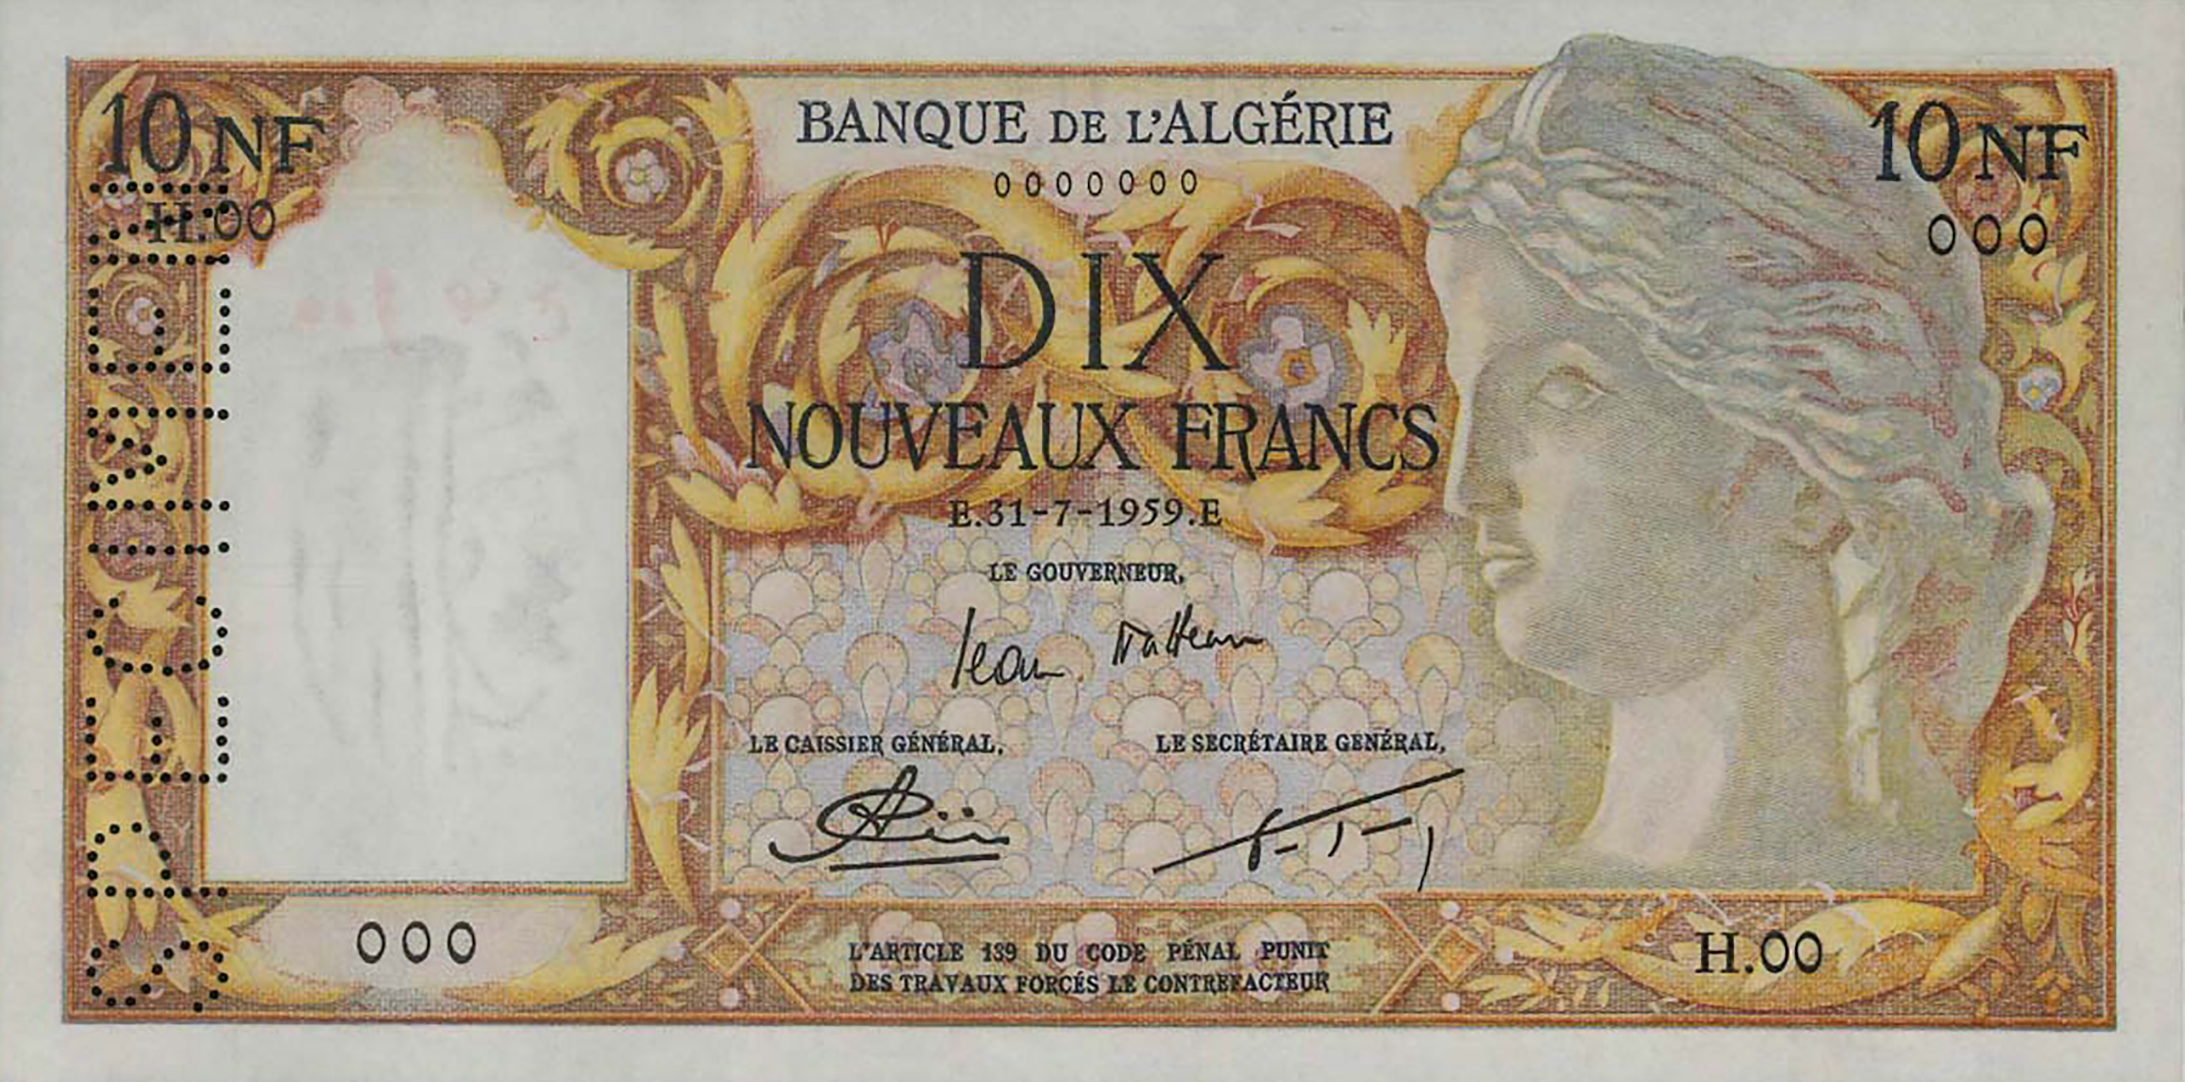 10 NF
BANQUE DE L'ALGÉRIE
10 NF
H.00
0000000
000
DIX
NOUVEAUX FRANCS
E.31-7-1959.E
LE GOUVERNEUR,
LE CAISSIER GÉNÉRAL,
LE SECRÉTAIRE GÉNÉRAL,
000
L'ARTICLE 139 DU CODE PÉNAL PUNIT
DES TRAVAUX FORCÉS LE CONTREFACTEUR
H.00
SPECIMEN